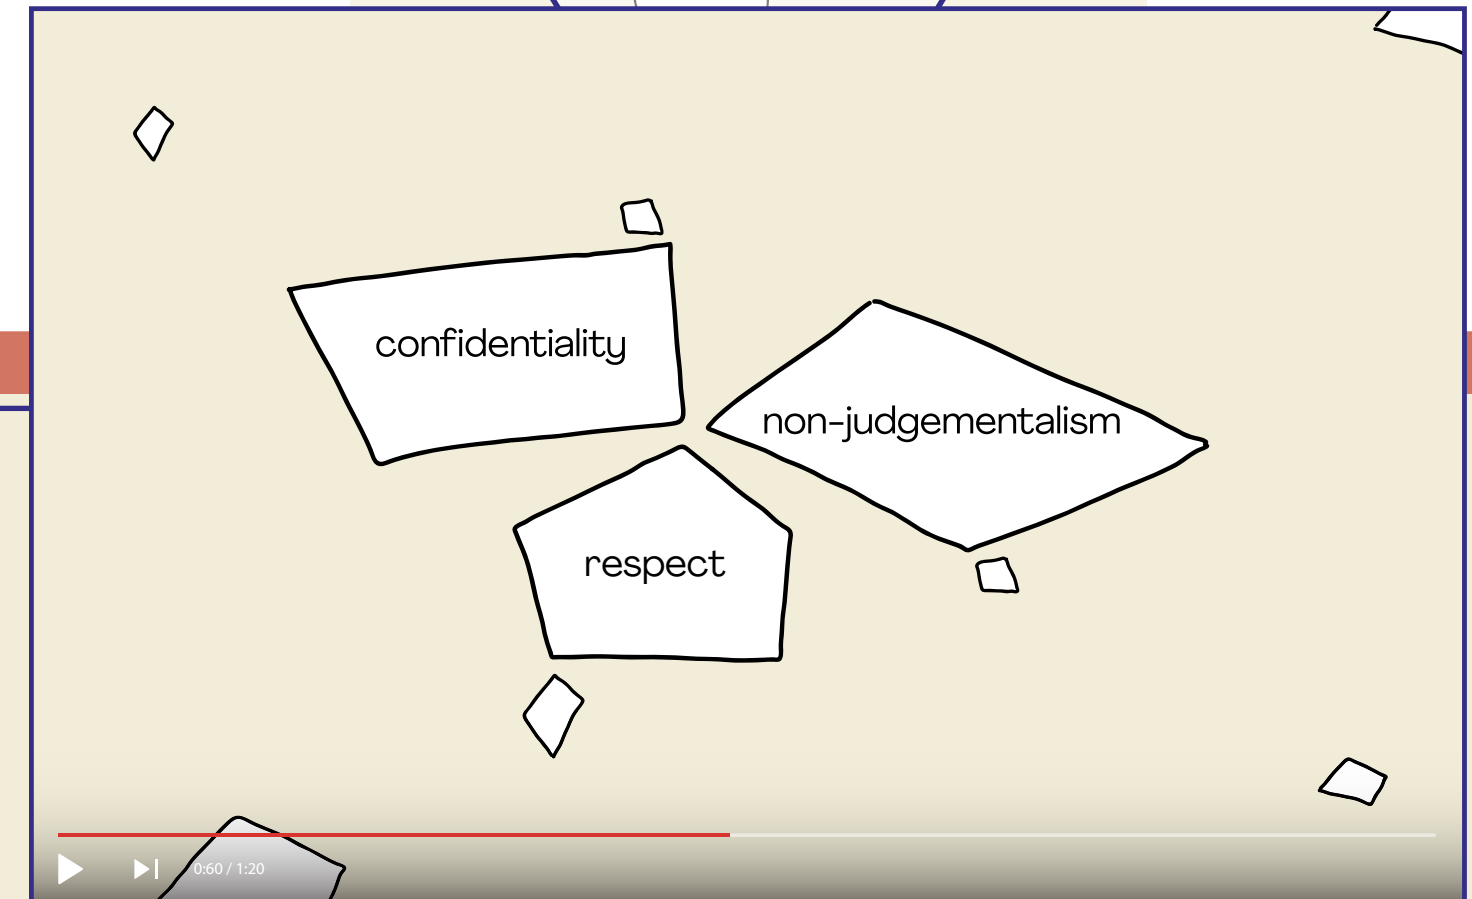 confidentiality
non-judgementalism
respect
0:60 / 1:20